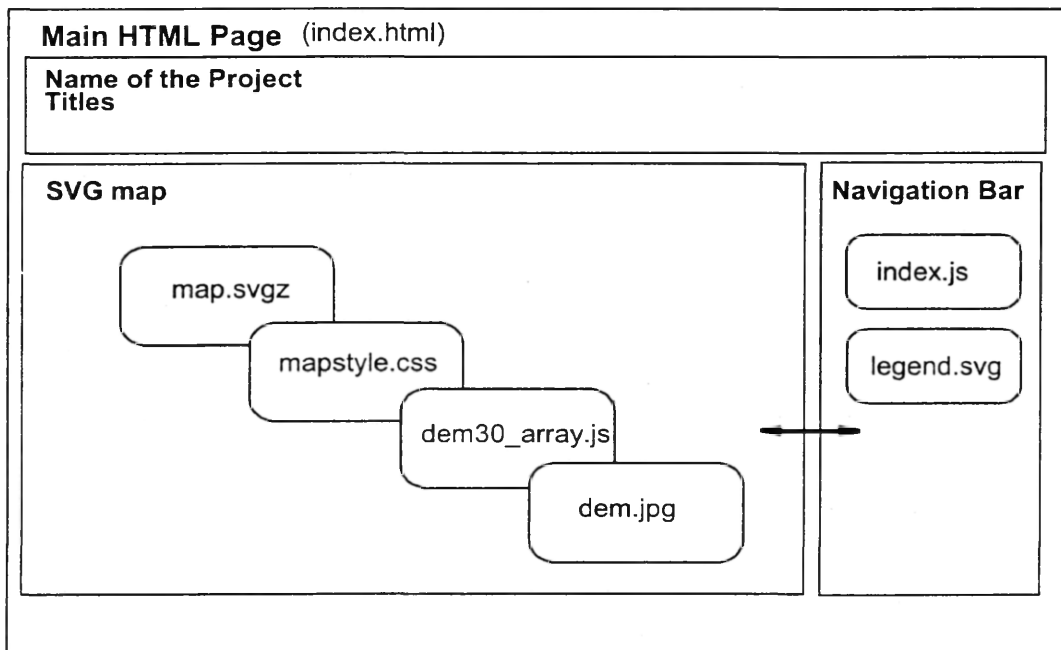 Main HTML Page (index.html)
Name of the Project
Titles
SVG map
map.svgz
mapstyle.css
dem30_array.js
dem.jpg
Navigation Bar
index.js
legend.svg